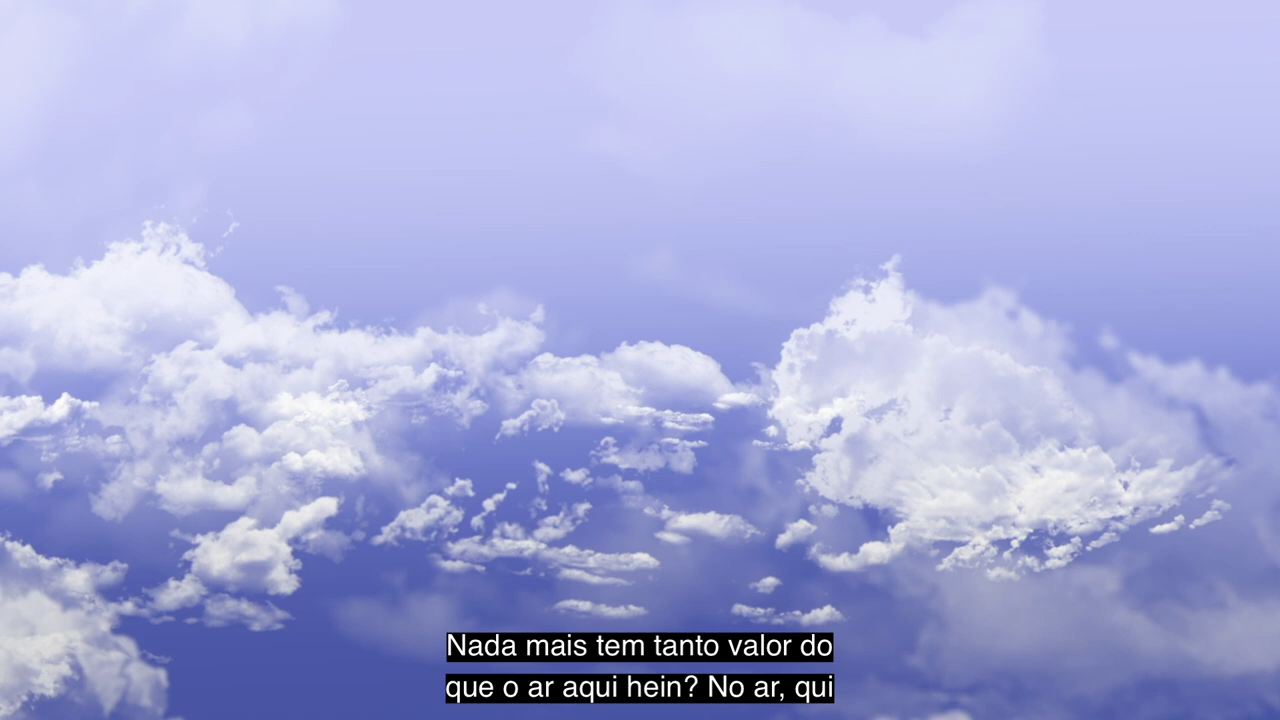 Nada mais tem tanto valor do
que o ar aqui hein? No ar, qui